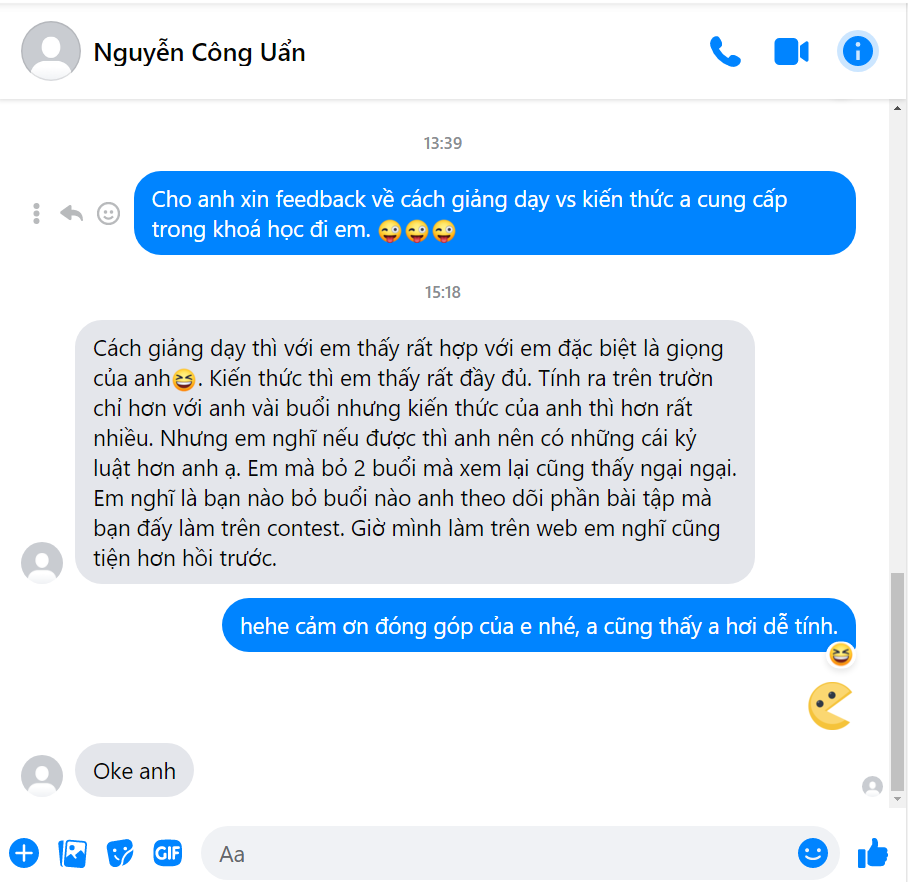 Nguyễn Công Uẩn
13:39
Cho anh xin feedback về cách giảng dạy vs kiến thức a cung cấp
trong khoá học đi em. 😜😜😜
15:18
Cách giảng dạy thì với em thấy rất hợp với em đặc biệt là giọng
của anh😆. Kiến thức thì em thấy rất đầy đủ. Tính ra trên trườn
chỉ hơn với anh vài buổi nhưng kiến thức của anh thì hơn rất
nhiều. Nhưng em nghĩ nếu được thì anh nên có những cái kỷ
luật hơn anh ạ. Em mà bỏ 2 buổi mà xem lại cũng thấy ngại ngại.
Em nghĩ là bạn nào bỏ buổi nào anh theo dõi phần bài tập mà
bạn đấy làm trên contest. Giờ mình làm trên web em nghĩ cũng
tiện hơn hồi trước.
hehe cảm ơn đóng góp của e nhé, a cũng thấy a hơi dễ tính.
Oke anh
GIF
Aa